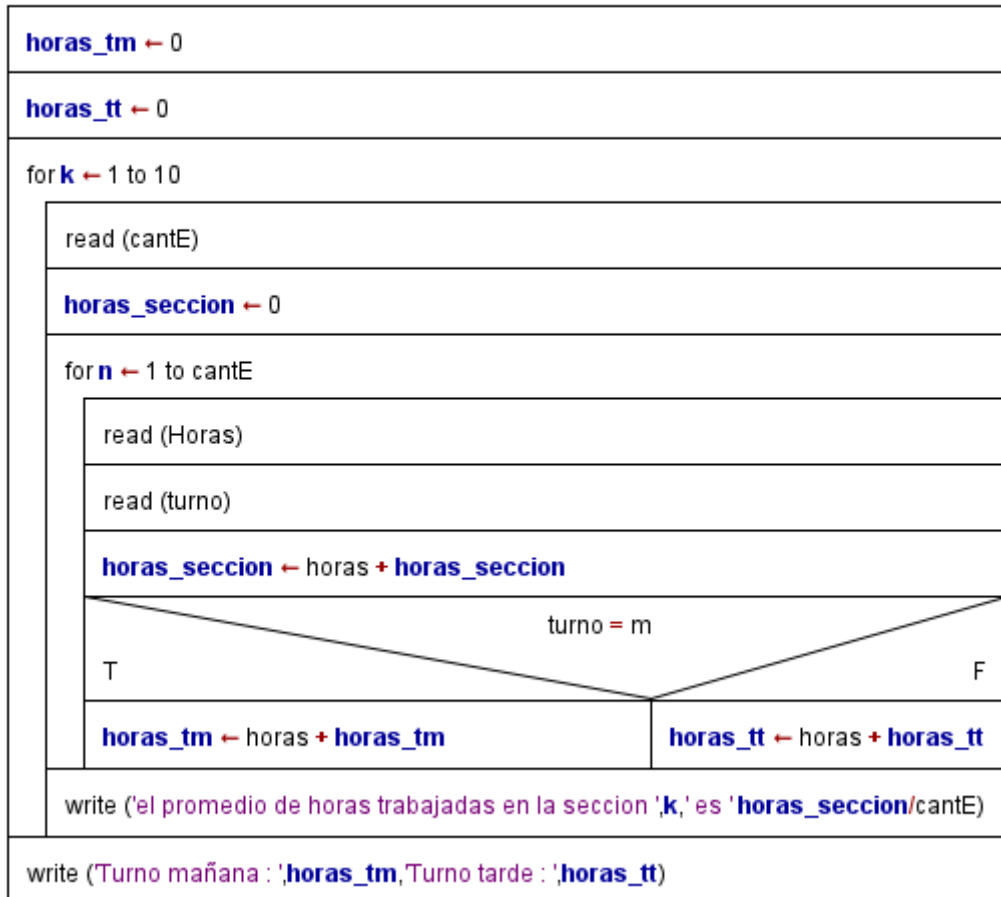 horas_tm ← 0
horas_tt ← 0
for k ← 1 to 10
read (cantE)
horas_seccion ← 0
for n ← 1 to cantE
read (Horas)
read (turno)
horas_seccion ← horas + horas_seccion
turno = m
T F
horas_tm ← horas + horas_tm horas_tt ← horas + horas_tt
write ('el promedio de horas trabajadas en la seccion ',k,' es ' horas_seccion/cantE)
write ('Turno mañana : ',horas_tm,'Turno tarde : ',horas_tt)